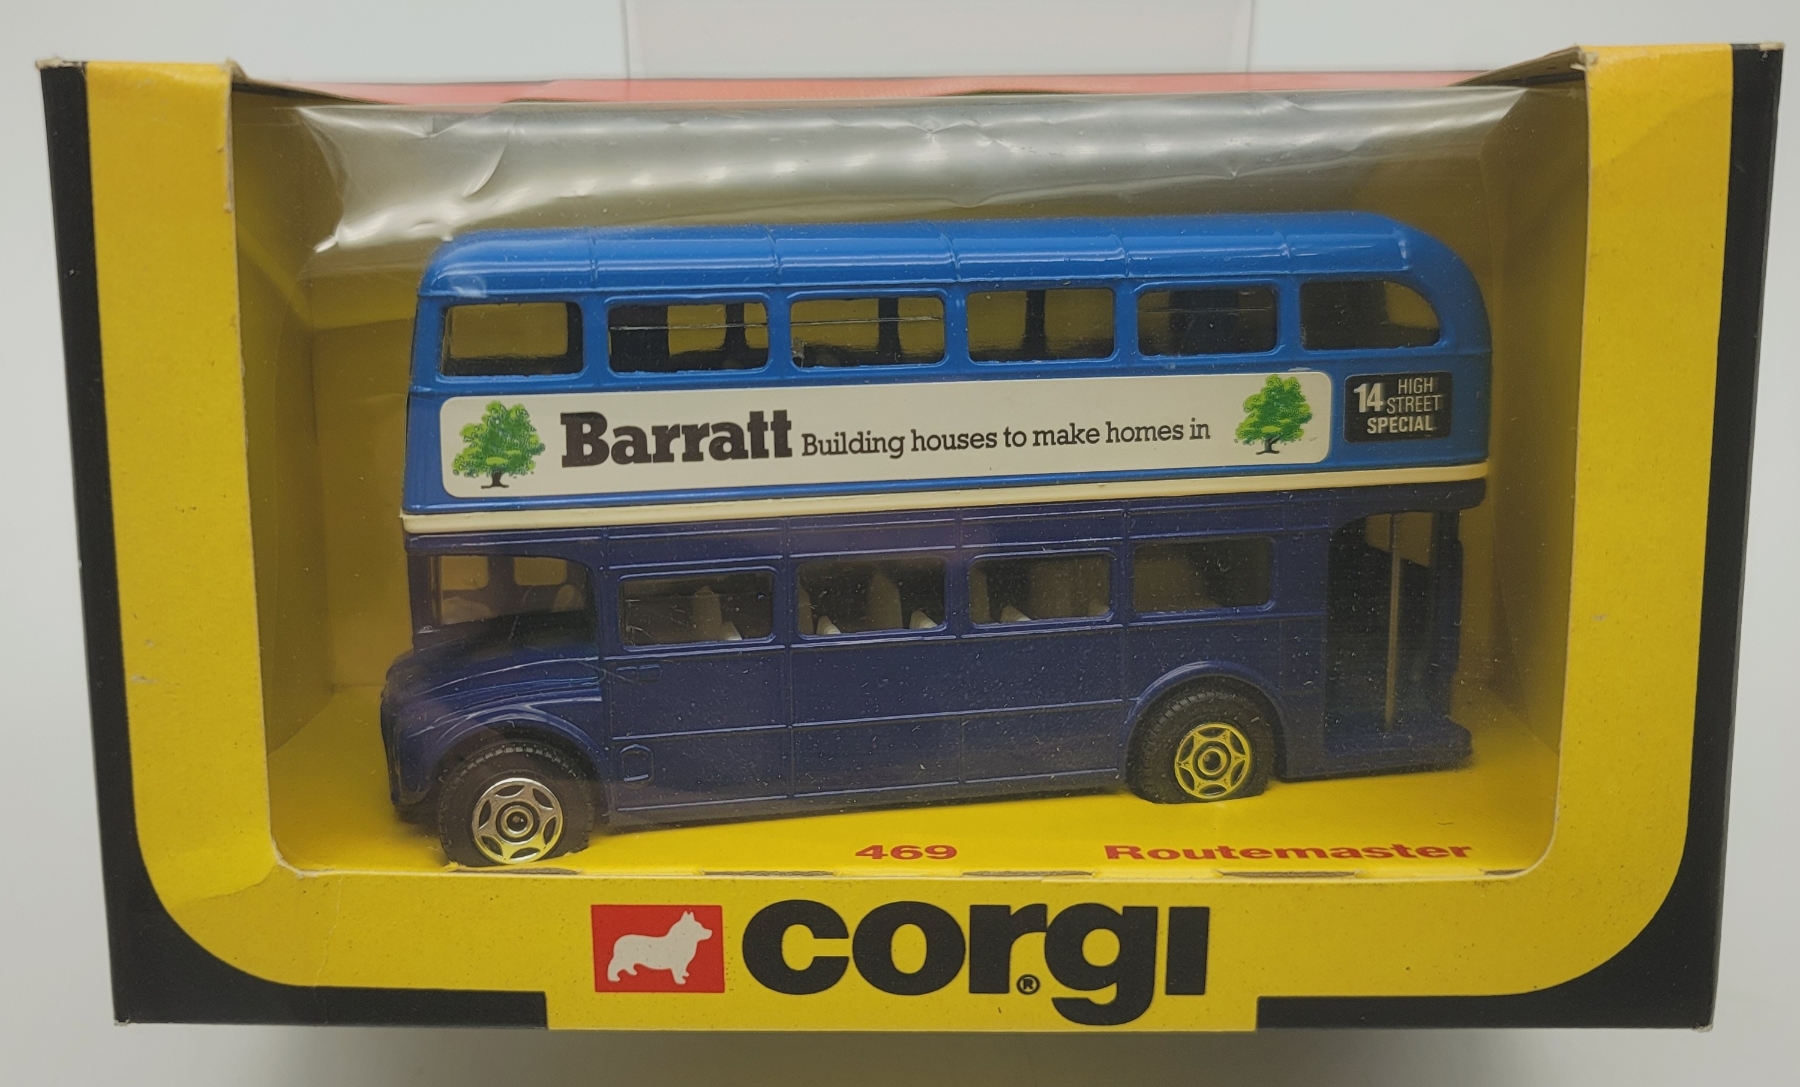 Barratt Building houses to make homes in
14 HIGH
STREET
SPECIAL
469 Routemaster
corgi ®